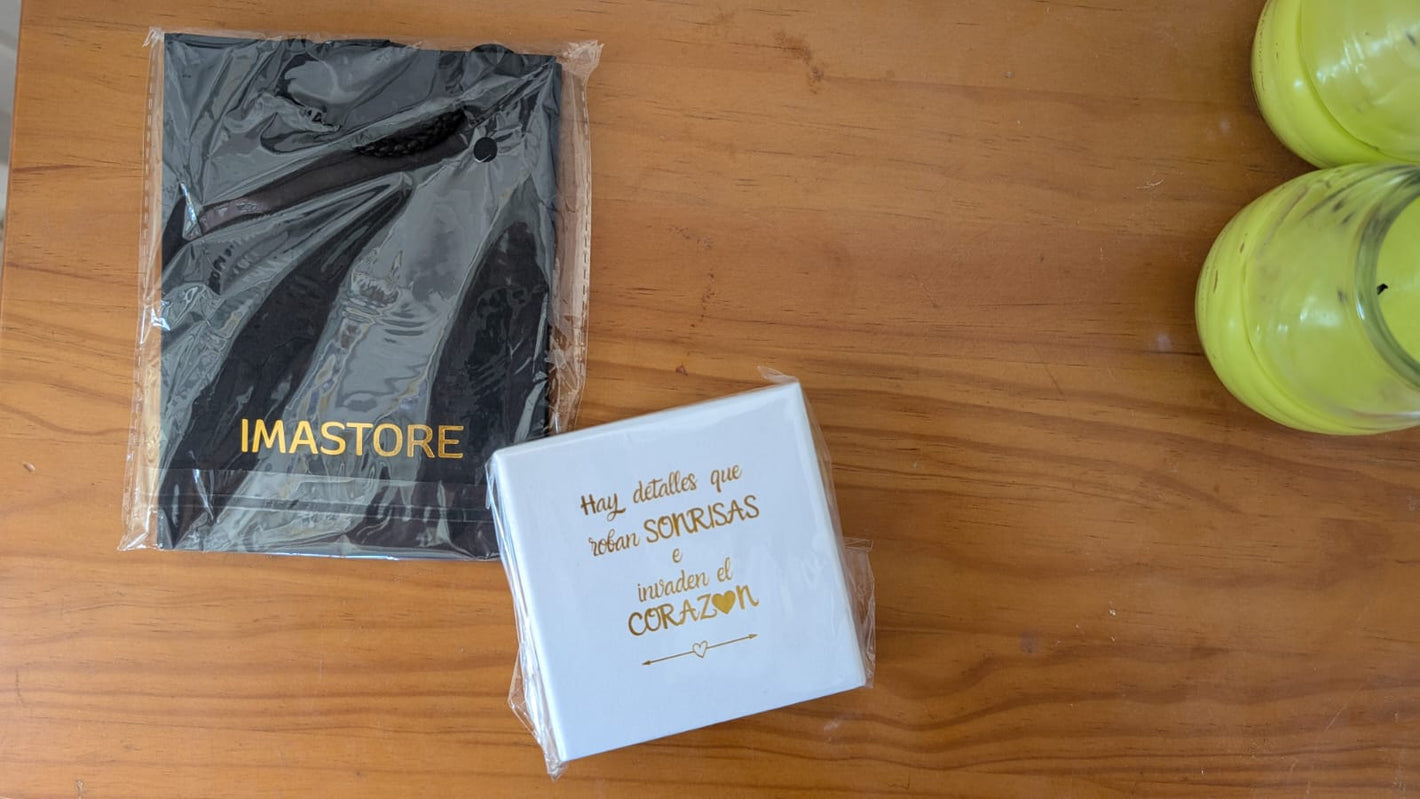 IMASTORE
Hay detalles que
roban SONRISAS
e
invaden el
CORAZON